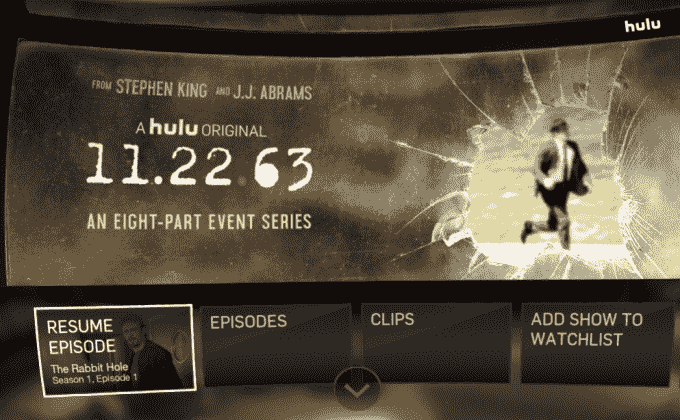 hulu
FROM STEPHEN KING AND J.J. ABRAMS
A hulu ORIGINAL
11.22.63
AN EIGHT-PART EVENT SERIES
RESUME
EPISODE
The Rabbit Hole
Season 1, Episode 1
EPISODES
CLIPS
ADD SHOW TO
WATCHLIST